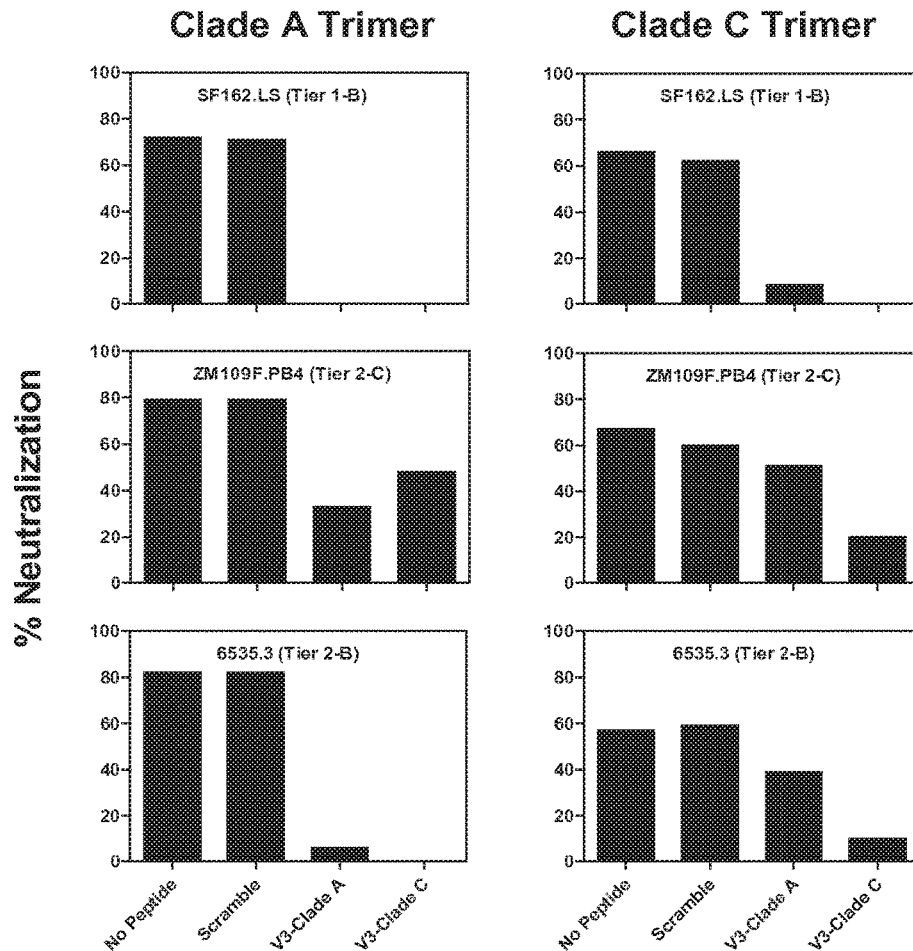 Clade A Trimer
Clade C Trimer
% Neutralization
SF162.LS (Tier 1-B)
100
80
60
40
20
0
SF162.LS (Tier 1-B)
100
80
60
40
20
0
ZM109F.PB4 (Tier 2-C)
100
80
60
40
20
0
ZM109F.PB4 (Tier 2-C)
100
80
60
40
20
0
6535.3 (Tier 2-B)
100
80
60
40
20
0
6535.3 (Tier 2-B)
100
80
60
40
20
0
No Peptide
Scramble
V3-Clade A
V3-Clade C
No Peptide
Scramble
V3-Clade A
V3-Clade C